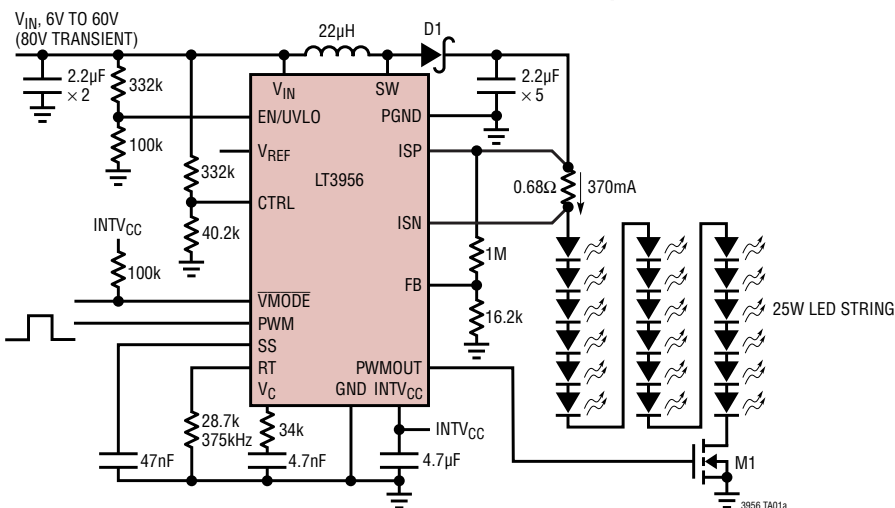 V_IN, 6V TO 60V
(80V TRANSIENT)
22µH
D1
2.2µF
× 2
332k
100k
V_IN
SW
EN/UVLO
PGND
2.2µF
× 5
V_REF
ISP
332k
LT3956
0.68Ω
370mA
CTRL
ISN
40.2k
INTV_CC
100k
1M
FB
VMODE
16.2k
25W LED STRING
PWM
SS
RT
PWMOUT
V_C
GND
INTV_CC
28.7k
375kHz
34k
INTV_CC
47nF
4.7nF
4.7µF
M1
3956 TA01a